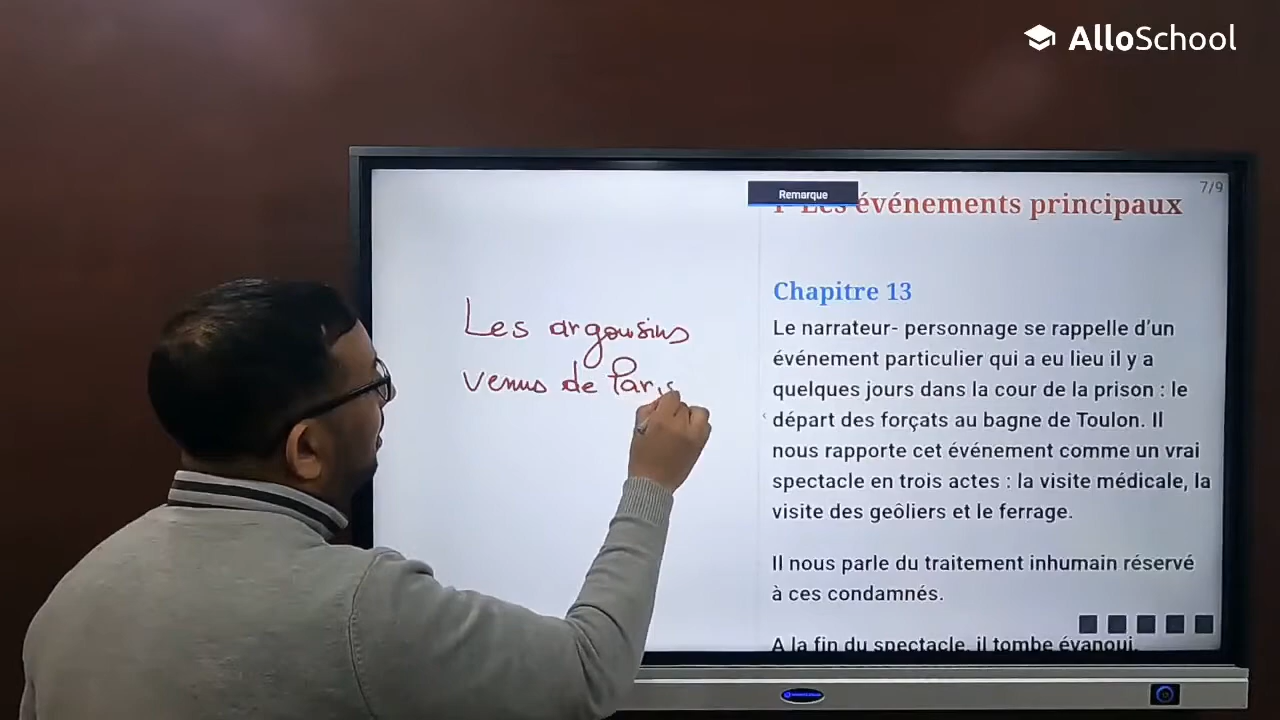 AlloSchool
7/9
Remarque
I- Les événements principaux
Les argousins
venus de Paris
Chapitre 13
Le narrateur- personnage se rappelle d'un
événement particulier qui a eu lieu il y a
quelques jours dans la cour de la prison : le
départ des forçats au bagne de Toulon. Il
nous rapporte cet événement comme un vrai
spectacle en trois actes : la visite médicale, la
visite des geôliers et le ferrage.
Il nous parle du traitement inhumain réservé
à ces condamnés.
A la fin du spectacle, il tombe évanoui.